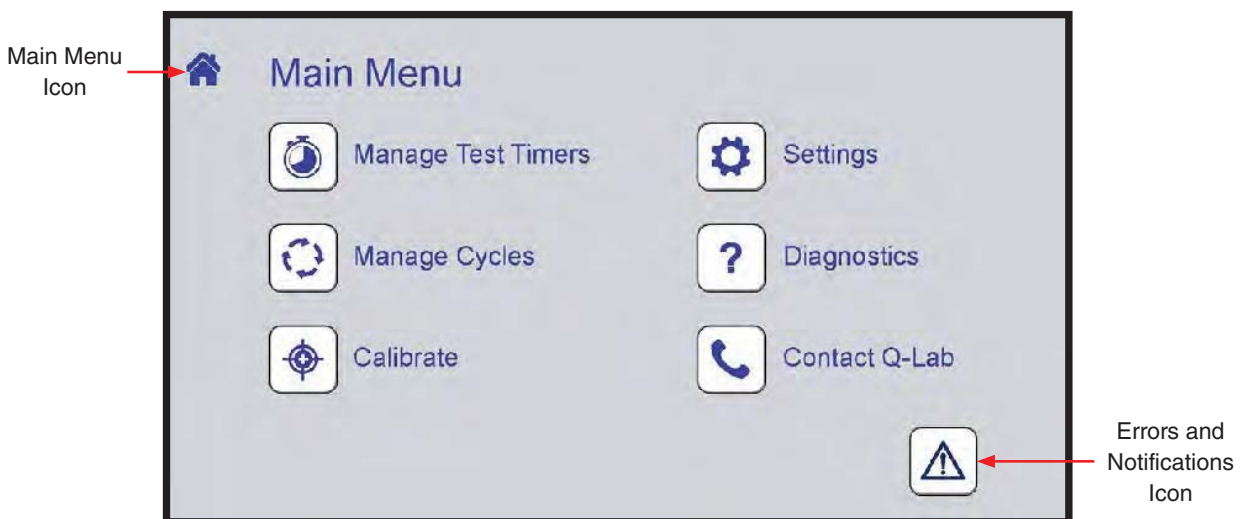 Main Menu
Icon
Main Menu
Manage Test Timers
Settings
Manage Cycles
?
Diagnostics
Calibrate
Contact Q-Lab
Errors and
Notifications
Icon